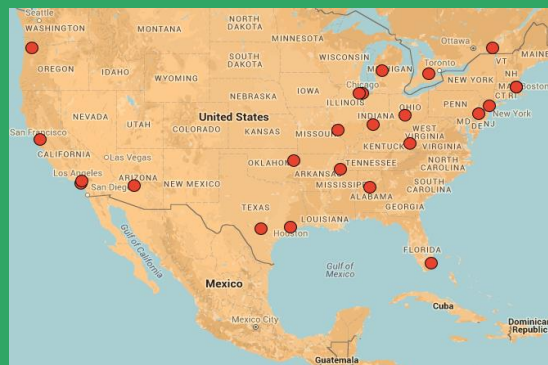 Seattle
WASHINGTON
MONTANA
NORTH
DAKOTA
MINNESOTA
Ottawa
MAINE
OREGON
IDAHO
WYOMING
SOUTH
DAKOTA
WISCONSIN
MICHIGAN
Toronto
VT
NH
NEW YORK
MA
Boston
CT RI
NEBRASKA
IOWA
Chicago
ILLINOIS
INDIANA
OHIO
PENN
New York
NEVADA
UTAH
COLORADO
United States
KANSAS
MISSOURI
WEST
VIRGINIA
MD
DE
NJ
San Francisco
CALIFORNIA
Las Vegas
KENTUCKY
VIRGINIA
Los Angeles
San Diego
ARIZONA
NEW MEXICO
OKLAHOMA
ARKANSAS
TENNESSEE
NORTH
CAROLINA
MISSISSIPPI
SOUTH
CAROLINA
ALABAMA
GEORGIA
TEXAS
LOUISIANA
Houston
Gulf of
California
FLORIDA
Gulf of
Mexico
Mexico
Cuba
Mexico City
Dominican
Republic
Guatemala